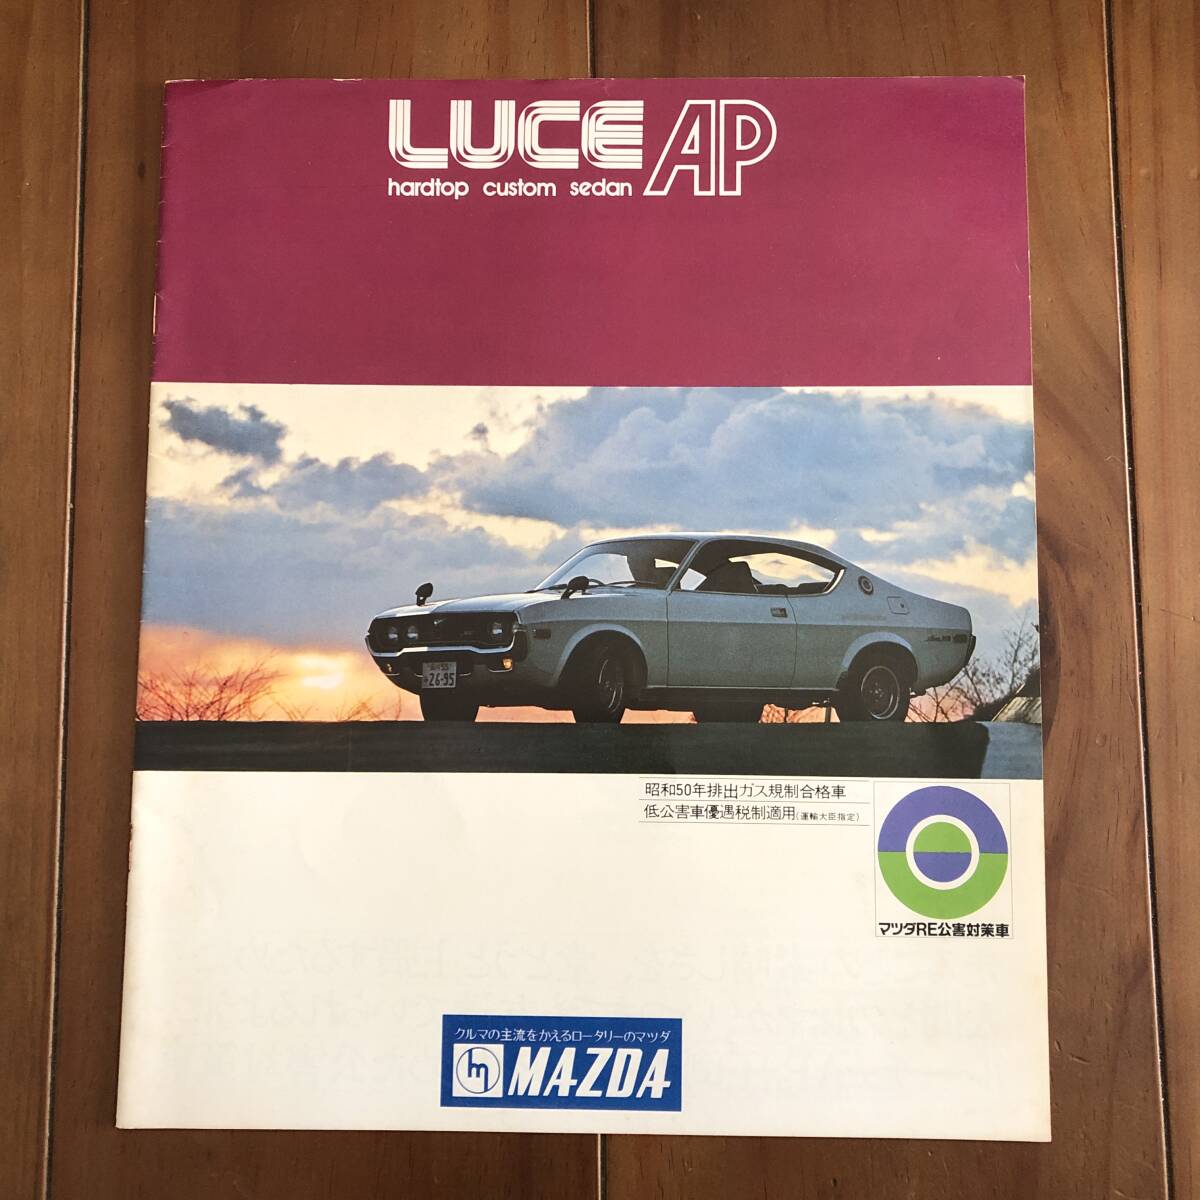 LUCE AP
hardtop custom sedan
26-95
昭和50年排出ガス規制合格車
低公害車優遇税制適用(運輸大臣指定)
マツダRE公害対策車
クルマの主流をかえるロータリーのマツダ
MAZDA